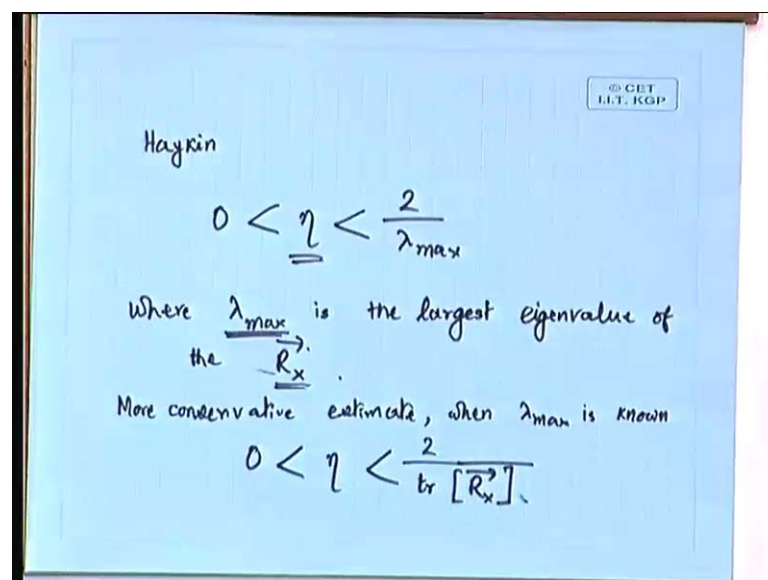 © CET
I.I.T. KGP
Haykin
0 < η < 2/λmax
Where λmax is the largest eigenvalue of
the Rx.
More conservative estimate, when λmax is known
0 < η < 2/tr [Rx].